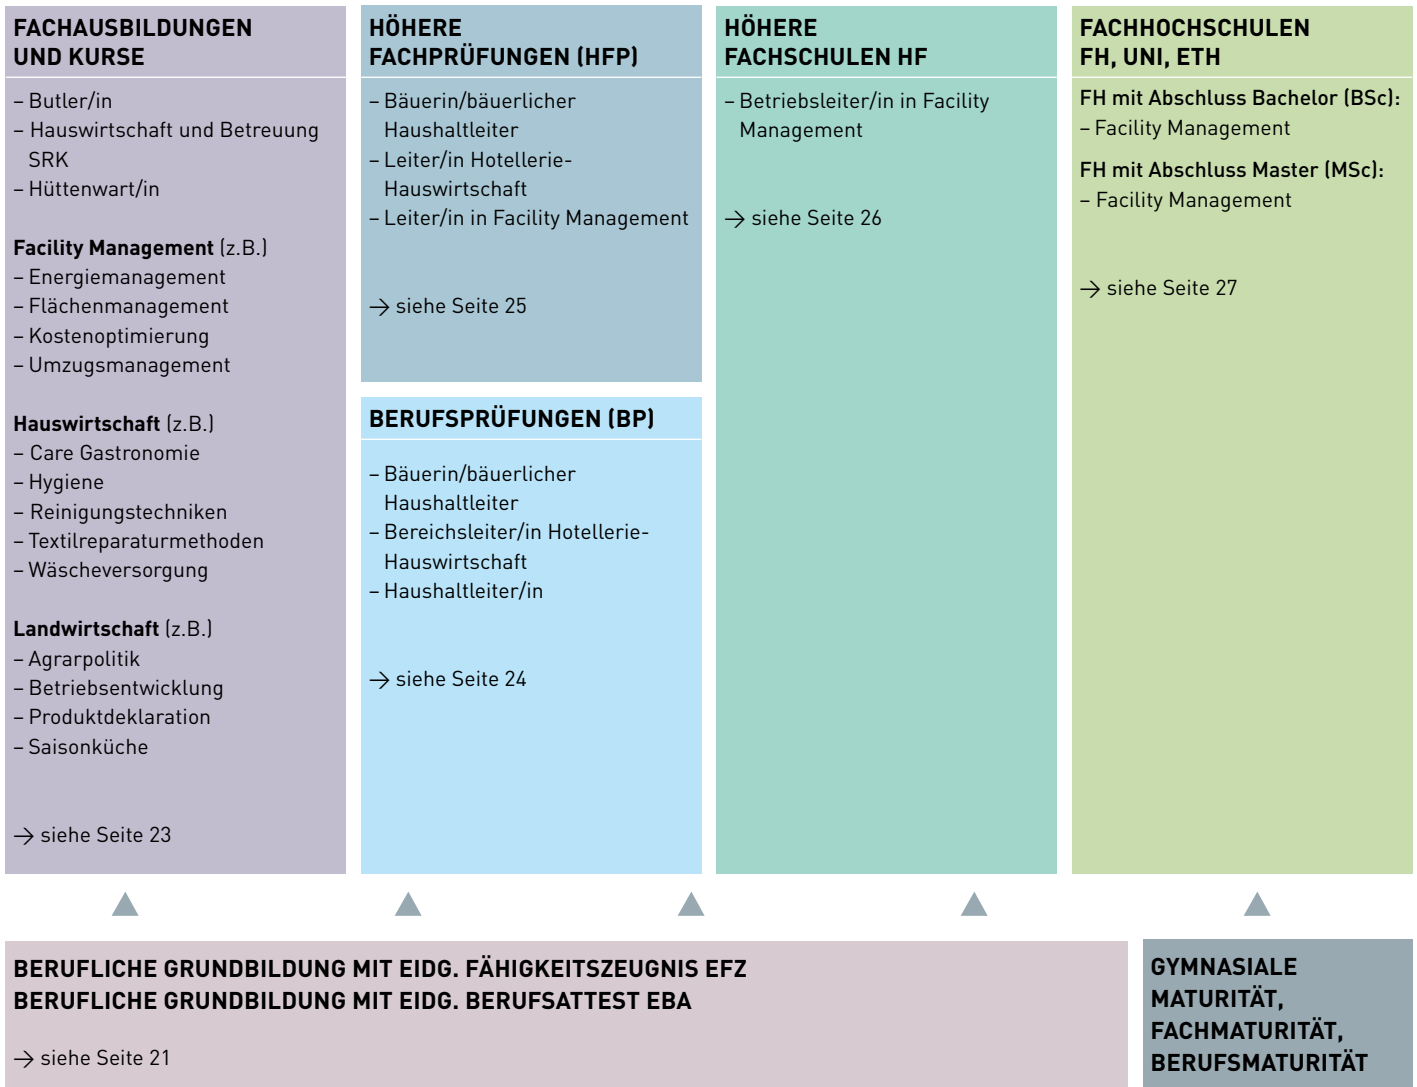 FACHAUSBILDUNGEN
UND KURSE
– Butler/in
– Hauswirtschaft und Betreuung
SRK
– Hüttenwart/in
Facility Management (z.B.)
– Energiemanagement
– Flächenmanagement
– Kostenoptimierung
– Umzugsmanagement
Hauswirtschaft (z.B.)
– Care Gastronomie
– Hygiene
– Reinigungstechniken
– Textilreparaturmethoden
– Wäscheversorgung
Landwirtschaft (z.B.)
– Agrarpolitik
– Betriebsentwicklung
– Produktdeklaration
– Saisonküche
→ siehe Seite 23
HÖHERE
FACHPRÜFUNGEN (HFP)
– Bäuerin/bäuerlicher
Haushaltleiter
– Leiter/in Hotellerie-
Hauswirtschaft
– Leiter/in in Facility Management
→ siehe Seite 25
BERUFSPRÜFUNGEN (BP)
– Bäuerin/bäuerlicher
Haushaltleiter
– Bereichsleiter/in Hotellerie-
Hauswirtschaft
– Haushaltleiter/in
→ siehe Seite 24
HÖHERE
FACHSCHULEN HF
– Betriebsleiter/in in Facility
Management
→ siehe Seite 26
FACHHOCHSCHULEN
FH, UNI, ETH
FH mit Abschluss Bachelor (BSc):
– Facility Management
FH mit Abschluss Master (MSc):
– Facility Management
→ siehe Seite 27
BERUFLICHE GRUNDBILDUNG MIT EIDG. FÄHIGKEITSZEUGNIS EFZ
BERUFLICHE GRUNDBILDUNG MIT EIDG. BERUFSATTEST EBA
→ siehe Seite 21
GYMNASIALE
MATURITÄT,
FACHMATURITÄT,
BERUFSMATURITÄT